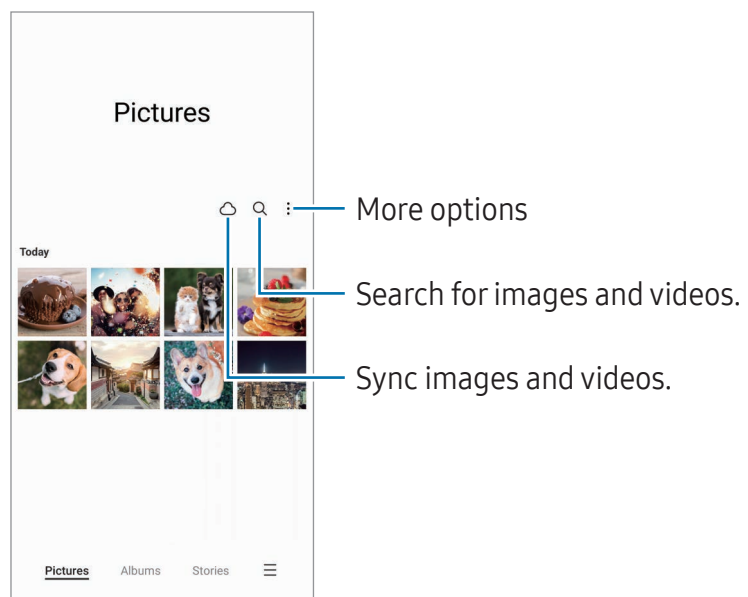 Pictures
More options
Today
Search for images and videos.
Sync images and videos.
Pictures Albums Stories